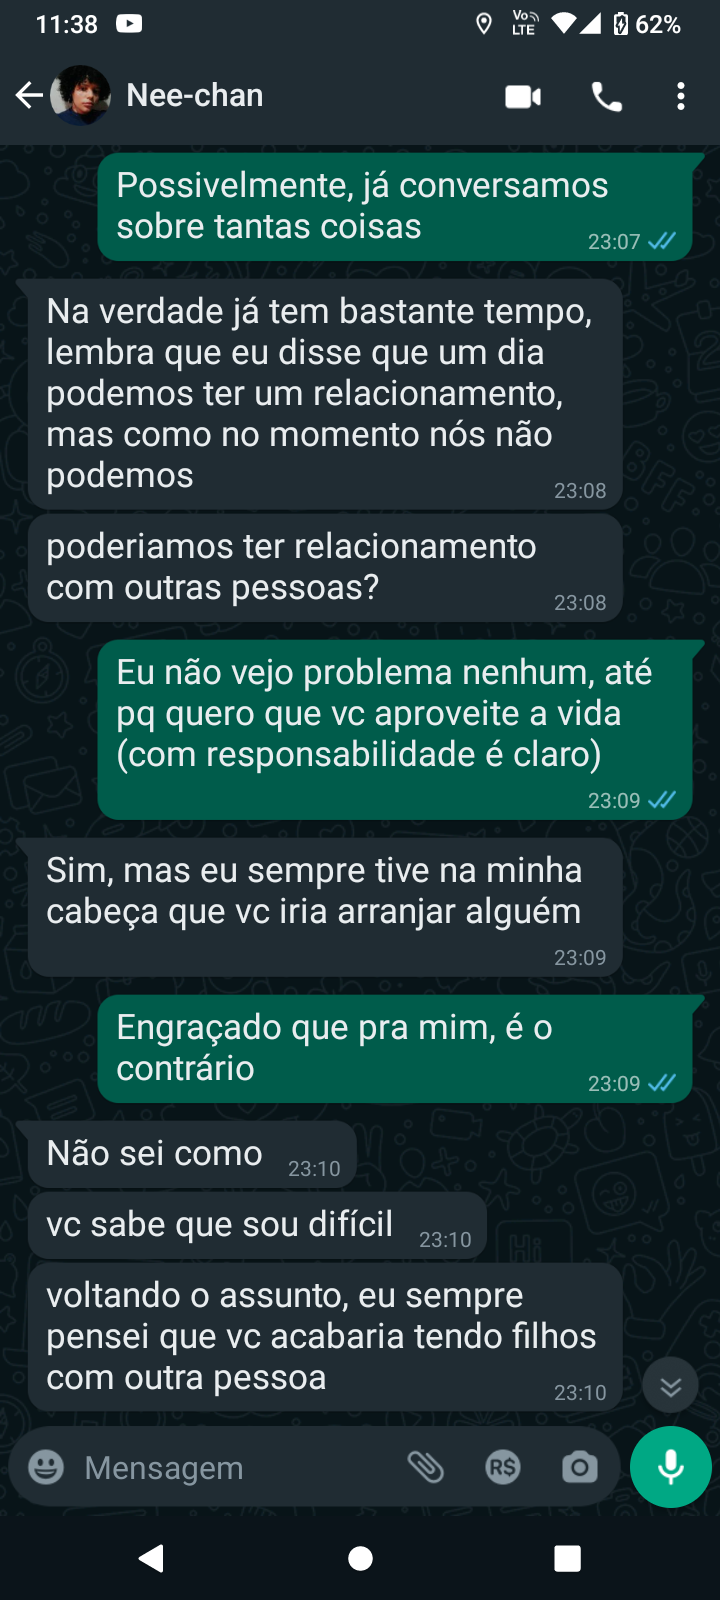 11:38
Vo
LTE
62%
Nee-chan
Possivelmente, já conversamos
sobre tantas coisas
23:07
Na verdade já tem bastante tempo,
lembra que eu disse que um dia
podemos ter um relacionamento,
mas como no momento nós não
podemos
23:08
poderiamos ter relacionamento
com outras pessoas?
23:08
Eu não vejo problema nenhum, até
pq quero que vc aproveite a vida
(com responsabilidade é claro)
23:09
Sim, mas eu sempre tive na minha
cabeça que vc iria arranjar alguém
23:09
Engraçado que pra mim, é o
contrário
23:09
Não sei como
23:10
vc sabe que sou difícil
23:10
voltando o assunto, eu sempre
pensei que vc acabaria tendo filhos
com outra pessoa
23:10
Mensagem
R$